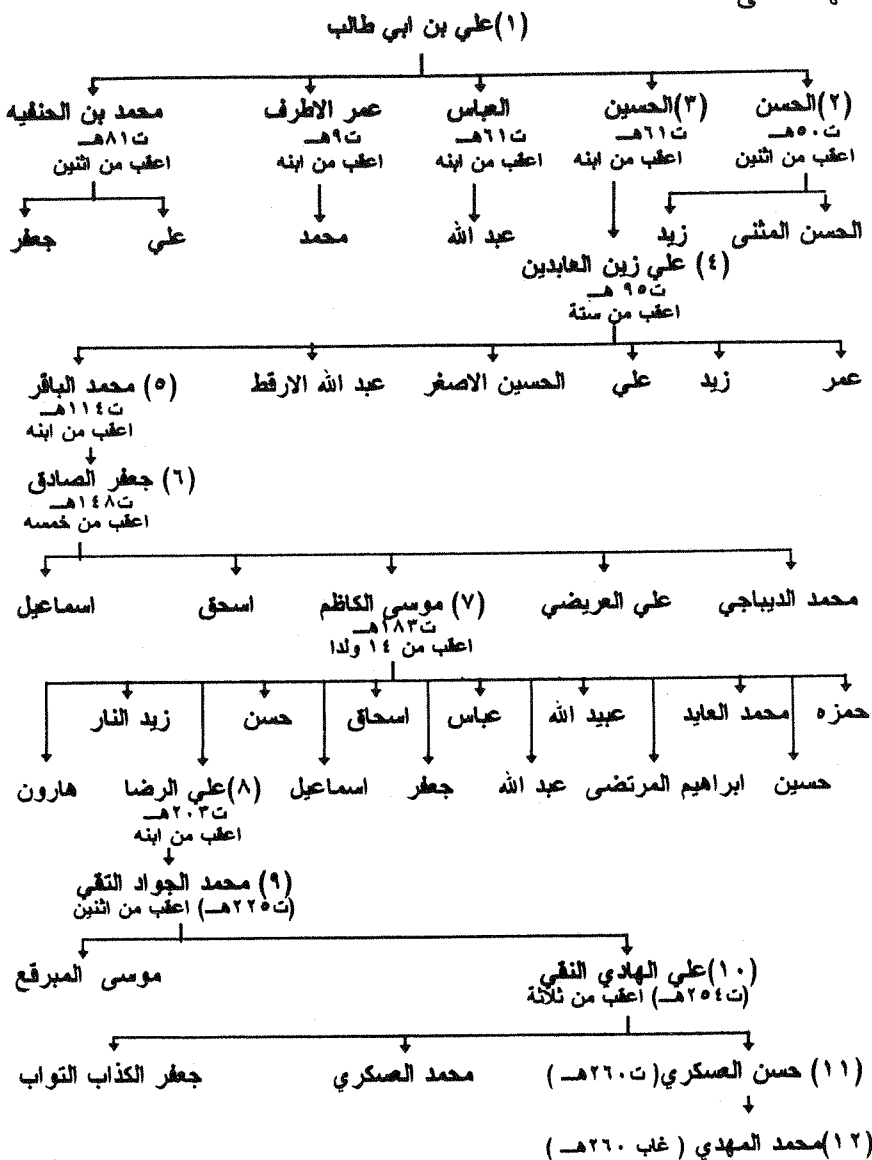 (١)علي بن ابي طالب
(٢)الحسن (٣)الحسين العباس عمر الاطرف محمد بن الحنفيه
ت٥٠هـ ت٦١هـ ت٦١هـ ت٩هـ ت٨١هـ
اعقب من اثنين اعقب من ابنه اعقب من ابنه اعقب من ابنه اعقب من اثنين
الحسن المثنى زيد عبد الله محمد علي جعفر
(٤) علي زين العابدين
ت٩٥ هـ
اعقب من ستة
عمر زيد علي الحسين الاصغر عبد الله الارقط (٥) محمد الباقر
ت١١٤هـ
اعقب من ابنه
(٦) جعفر الصادق
ت١٤٨هـ
اعقب من خمسه
محمد الديباجي علي العريضي (٧) موسى الكاظم اسحق اسماعيل
ت١٨٣هـ
اعقب من ١٤ ولدا
حمزه محمد العابد عبيد الله عباس اسحاق حسن زيد النار
حسين ابراهيم المرتضى عبد الله جعفر اسماعيل (٨)علي الرضا هارون
ت٢٠٣هـ
اعقب من ابنه
(٩) محمد الجواد التقي
(ت٢٢٥هـ) اعقب من اثنين
(١٠)علي الهادي النقي موسى المبرقع
(ت٢٥٤هـ) اعقب من ثلاثة
(١١) حسن العسكري(ت٢٦٠هـ ) محمد العسكري جعفر الكذاب التواب
(١٢)محمد المهدي ( غاب ٢٦٠هـ )